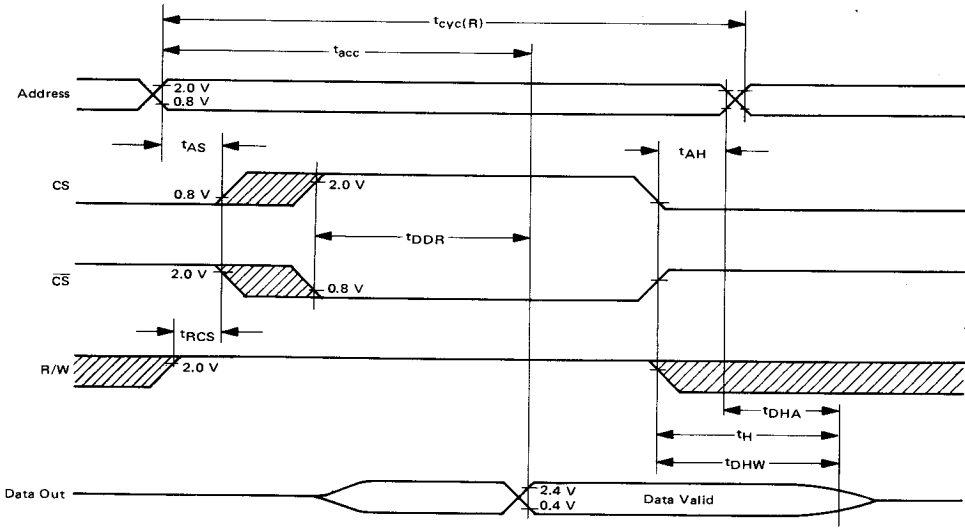 tcyc(R)
tacc
Address
2.0 V
0.8 V
tAS
tAH
CS
0.8 V
2.0 V
tDDR
CS
2.0 V
0.8 V
tRCS
R/W
2.0 V
tDHA
tH
tDHW
Data Out
2.4 V
0.4 V
Data Valid